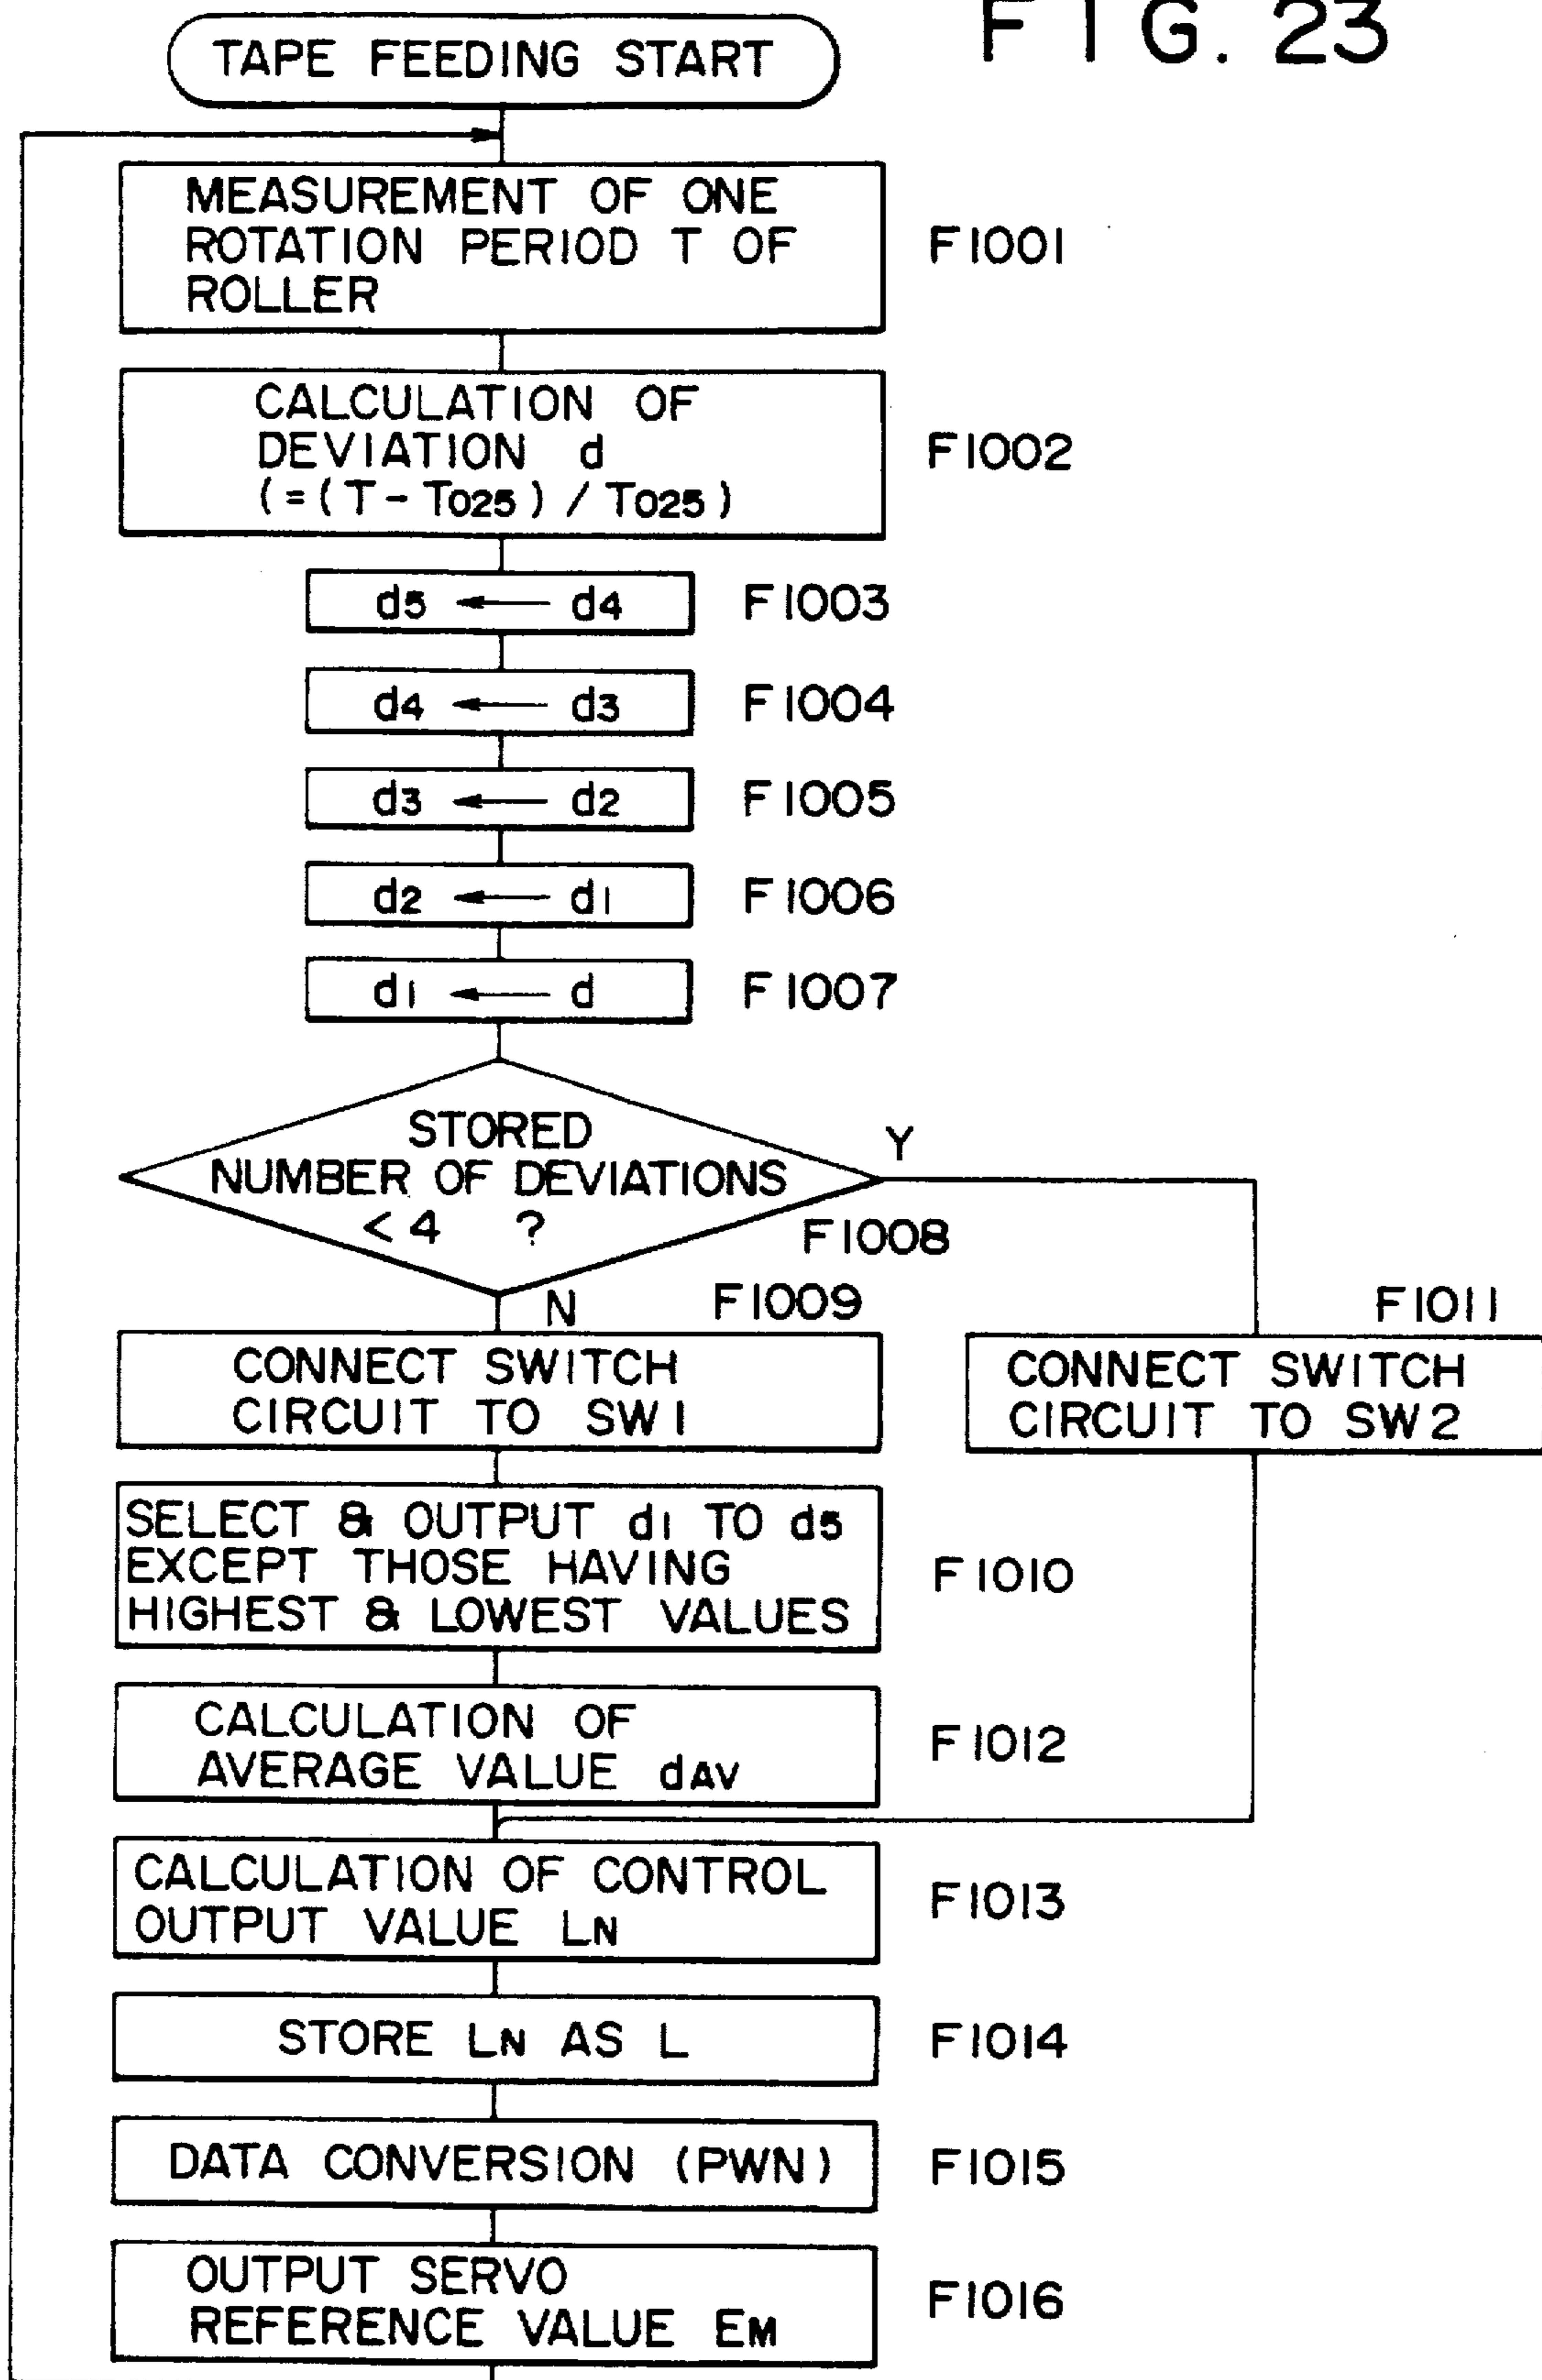 FIG. 23
TAPE FEEDING START
MEASUREMENT OF ONE
ROTATION PERIOD T OF
ROLLER
F1001
CALCULATION OF
DEVIATION d
(=(T-T025)/T025)
F1002
d5 ← d4
F1003
d4 ← d3
F1004
d3 ← d2
F1005
d2 ← d1
F1006
d1 ← d
F1007
STORED
NUMBER OF DEVIATIONS
<4 ?
F1008
Y
N
F1009
CONNECT SWITCH
CIRCUIT TO SW1
F1011
CONNECT SWITCH
CIRCUIT TO SW2
SELECT & OUTPUT d1 TO d5
EXCEPT THOSE HAVING
HIGHEST & LOWEST VALUES
F1010
CALCULATION OF
AVERAGE VALUE dAV
F1012
CALCULATION OF CONTROL
OUTPUT VALUE LN
F1013
STORE LN AS L
F1014
DATA CONVERSION (PWN)
F1015
OUTPUT SERVO
REFERENCE VALUE EM
F1016